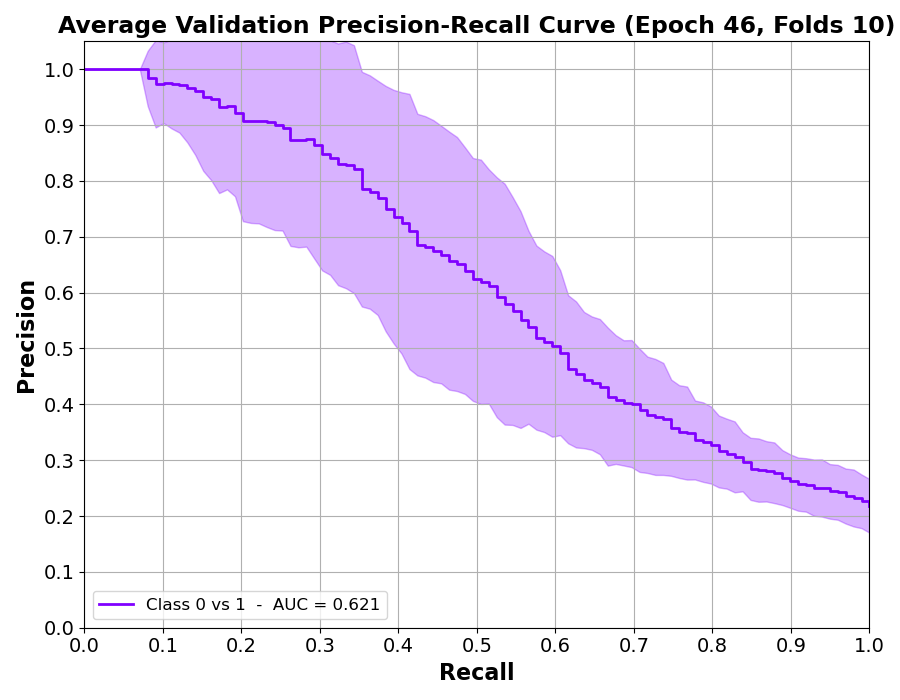 Average Validation Precision-Recall Curve (Epoch 46, Folds 10)
1.0
0.9
0.8
0.7
0.6
0.5
0.4
0.3
0.2
0.1
0.0
Precision
Class 0 vs 1 - AUC = 0.621
0.0 0.1 0.2 0.3 0.4 0.5 0.6 0.7 0.8 0.9 1.0
Recall